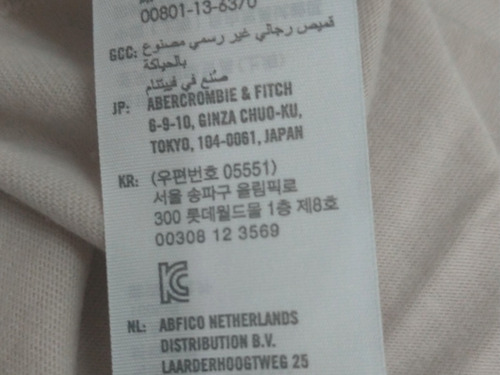 00801-13-6370
GCC: قميص رجالي غير رسمي مصنوع
بالحياكة
صُنع في فييتنام
JP: ABERCROMBIE & FITCH
6-9-10, GINZA CHUO-KU,
TOKYO, 104-0061, JAPAN
KR: (우편번호 05551)
서울 송파구 올림픽로
300 롯데월드몰 1층 제8호
00308 12 3569
NL: ABFICO NETHERLANDS
DISTRIBUTION B.V.
LAARDERHOOGTWEG 25